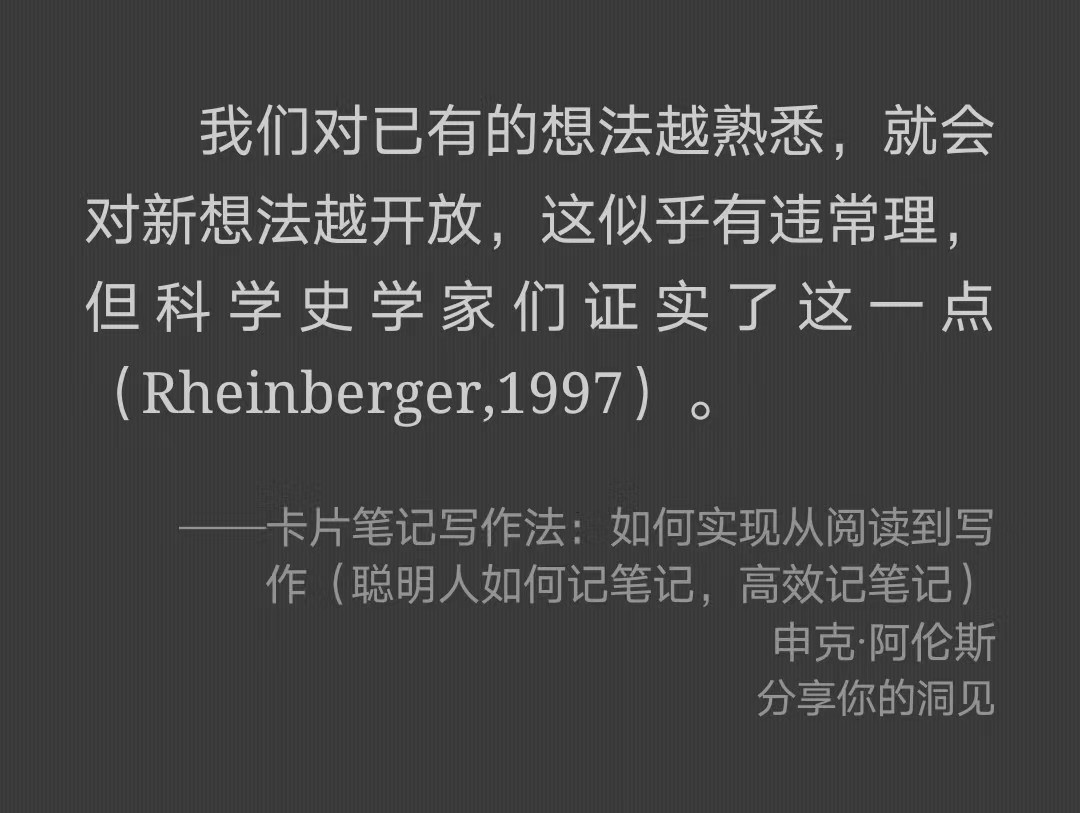 我们对已有的想法越熟悉，就会
对新想法越开放，这似乎有违常理，
但科学史学家们证实了这一点
（Rheinberger,1997）。
——卡片笔记写作法：如何实现从阅读到写
作（聪明人如何记笔记，高效记笔记）
申克·阿伦斯
分享你的洞见